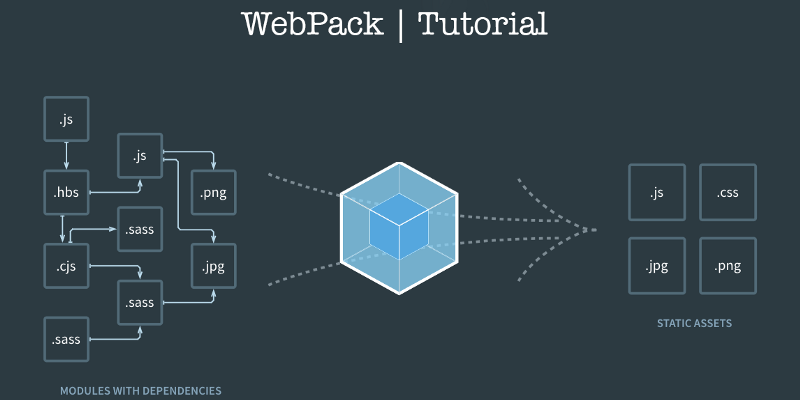 WebPack | Tutorial
.js
.js
.hbs
.png
.sass
.cjs
.jpg
.sass
.sass
MODULES WITH DEPENDENCIES
.js
.css
.jpg
.png
STATIC ASSETS